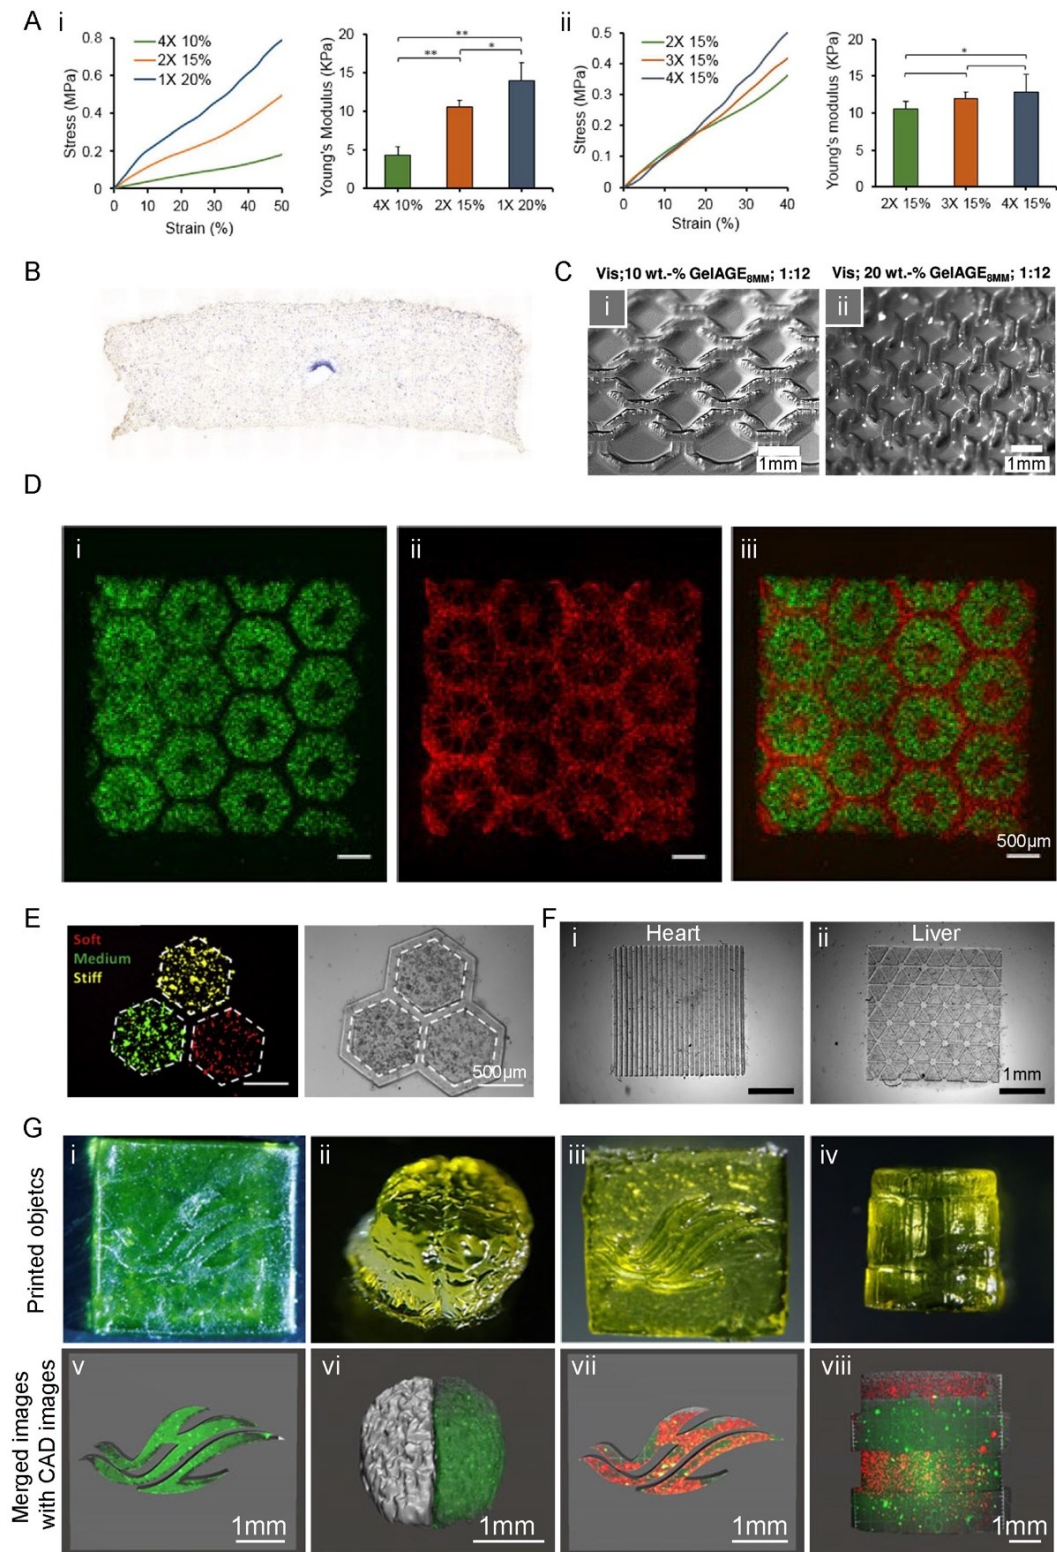 A
i
0.8
0.6
0.4
0.2
0
Stress (MPa)
4X 10%
2X 15%
1X 20%
0 10 20 30 40 50
Strain (%)
20
15
10
5
0
Young's Modulus (KPa)
**
**
*
4X 10% 2X 15% 1X 20%
ii
0.5
0.4
0.3
0.2
0.1
0
Stress (MPa)
2X 15%
3X 15%
4X 15%
0 10 20 30 40
Strain (%)
20
15
10
5
0
Young's modulus (KPa)
*
2X 15% 3X 15% 4X 15%
B
C
Vis;10 wt.-% GelAGE8MM; 1:12
i
1mm
Vis; 20 wt.-% GelAGE8MM; 1:12
ii
1mm
D
i
ii
iii
500μm
E
Soft
Medium
Stiff
500μm
F
i
Heart
ii
Liver
1mm
G
Printed objetcs
i
ii
iii
iv
Merged images
with CAD images
v
1mm
vi
1mm
vii
1mm
viii
1mm